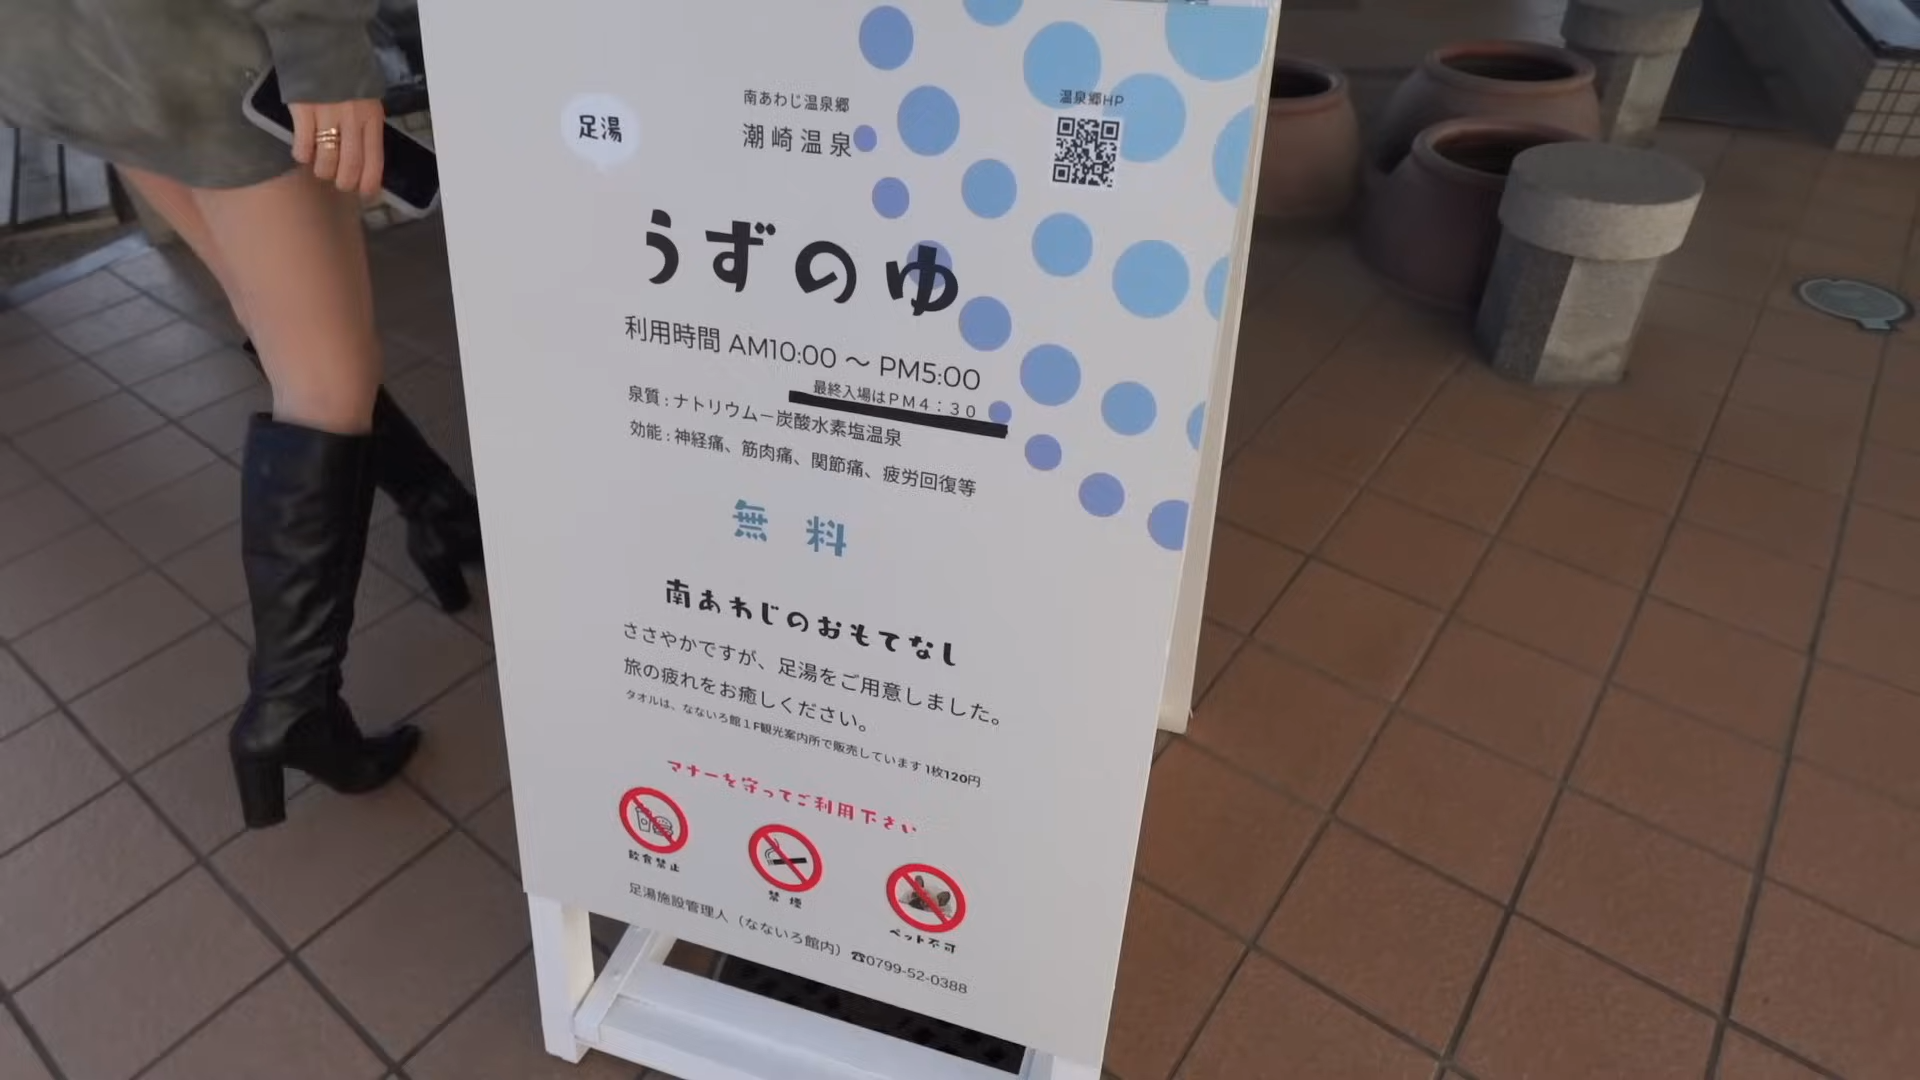 足湯
南あわじ温泉郷
潮崎温泉
温泉郷HP
うずのゆ
利用時間 AM10:00 ～ PM5:00
最終入場はPM4:30
泉質:ナトリウムー炭酸水素塩温泉
効能:神経痛、筋肉痛、関節痛、疲労回復等
無料
南あわじのおもてなし
ささやかですが、足湯をご用意しました。
旅の疲れをお癒しください。
タオルは、なないろ館1F観光案内所で販売しています1枚120円
マナーを守ってご利用下さい
飲食禁止
禁煙
ペット不可
足湯施設管理人（なないろ館内）☎0799-52-0388